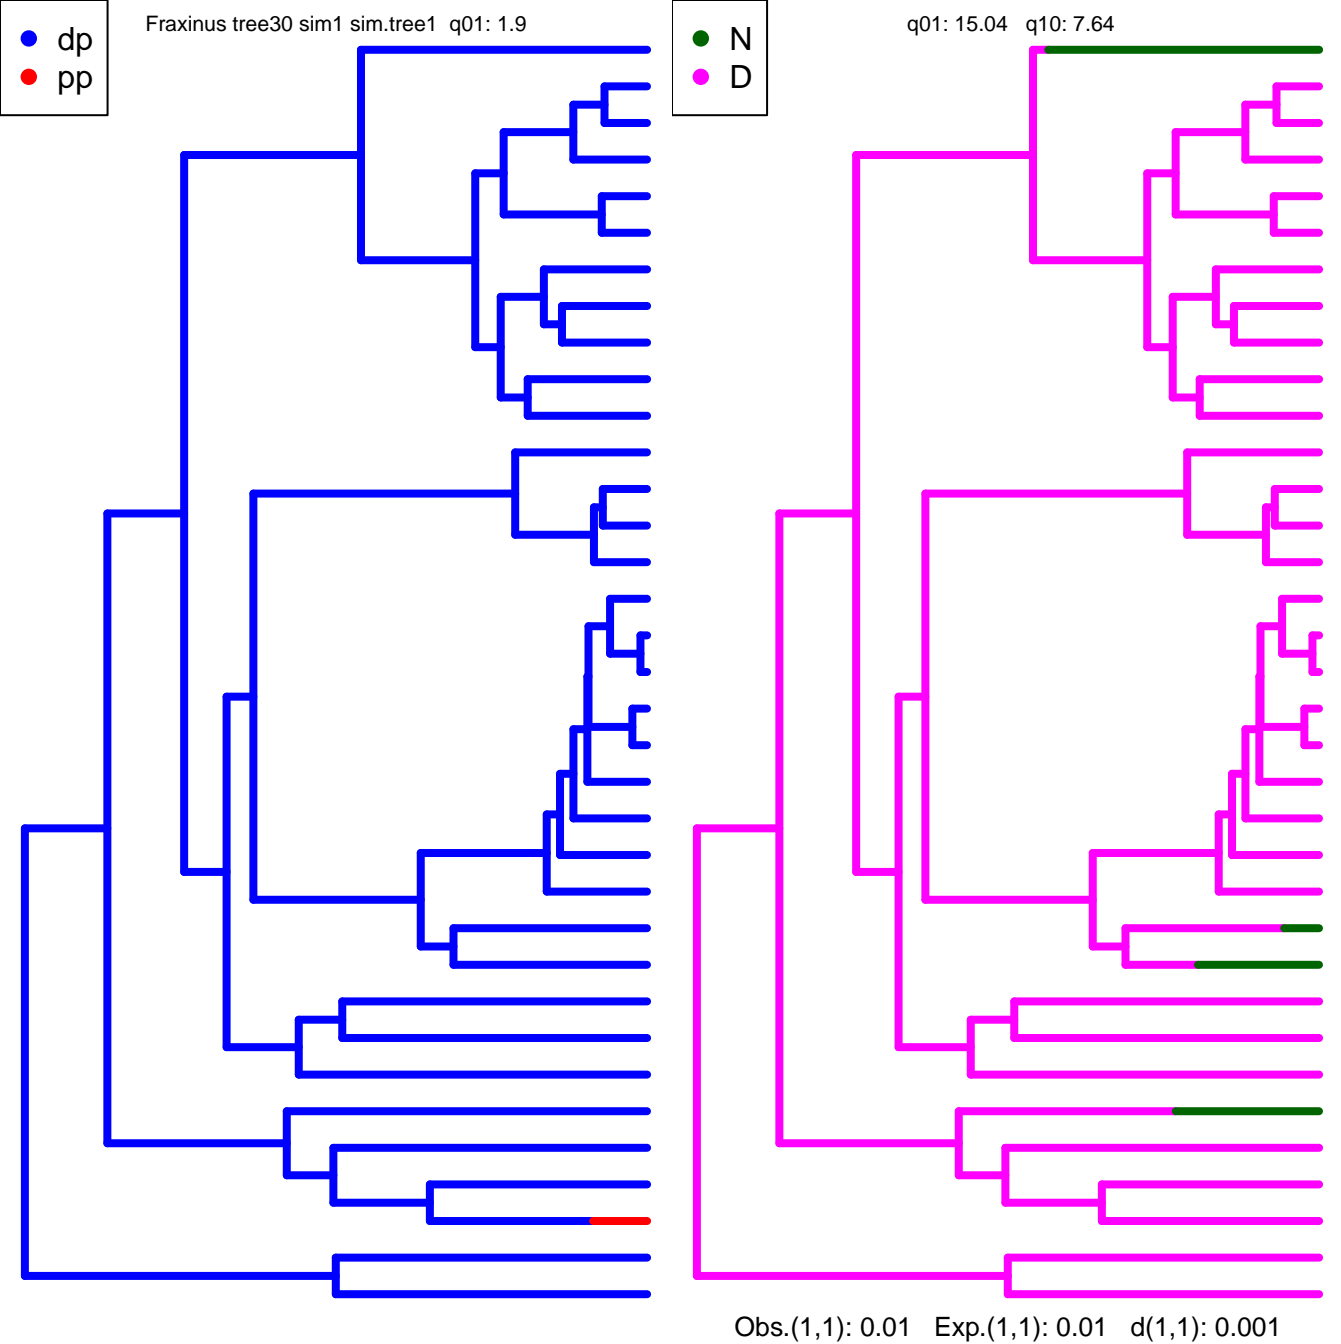 Fraxinus tree30 sim1 sim.tree1  q01: 1.9
dp
pp
q01: 15.04   q10: 7.64
N
D
Obs.(1,1): 0.01   Exp.(1,1): 0.01   d(1,1): 0.001